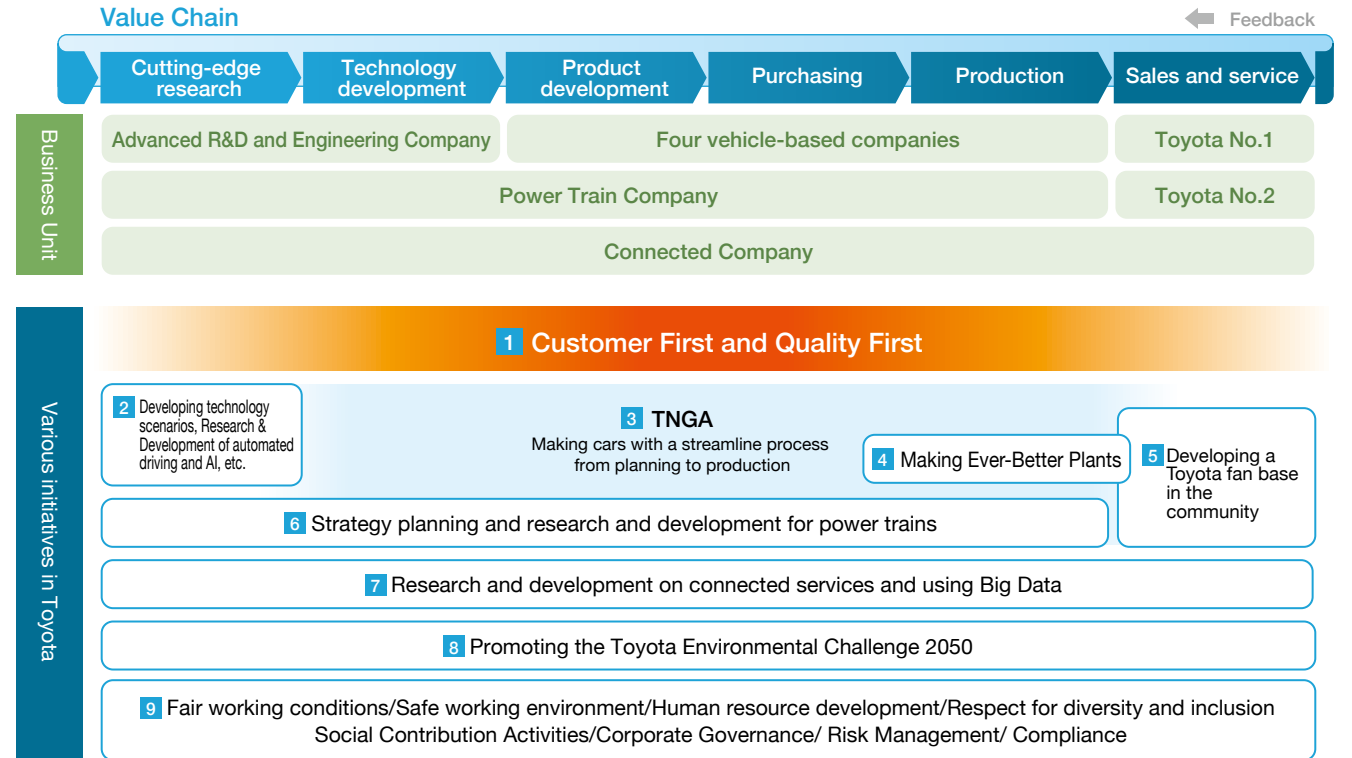 Value Chain
Feedback
Cutting-edge
research
Technology
development
Product
development
Purchasing
Production
Sales and service
Business Unit
Advanced R&D and Engineering Company
Four vehicle-based companies
Toyota No.1
Power Train Company
Toyota No.2
Connected Company
Various initiatives in Toyota
1 Customer First and Quality First
2 Developing technology
scenarios, Research &
Development of automated
driving and AI, etc.
3 TNGA
Making cars with a streamline process
from planning to production
4 Making Ever-Better Plants
5 Developing a
Toyota fan base
in the
community
6 Strategy planning and research and development for power trains
7 Research and development on connected services and using Big Data
8 Promoting the Toyota Environmental Challenge 2050
9 Fair working conditions/Safe working environment/Human resource development/Respect for diversity and inclusion
Social Contribution Activities/Corporate Governance/ Risk Management/ Compliance